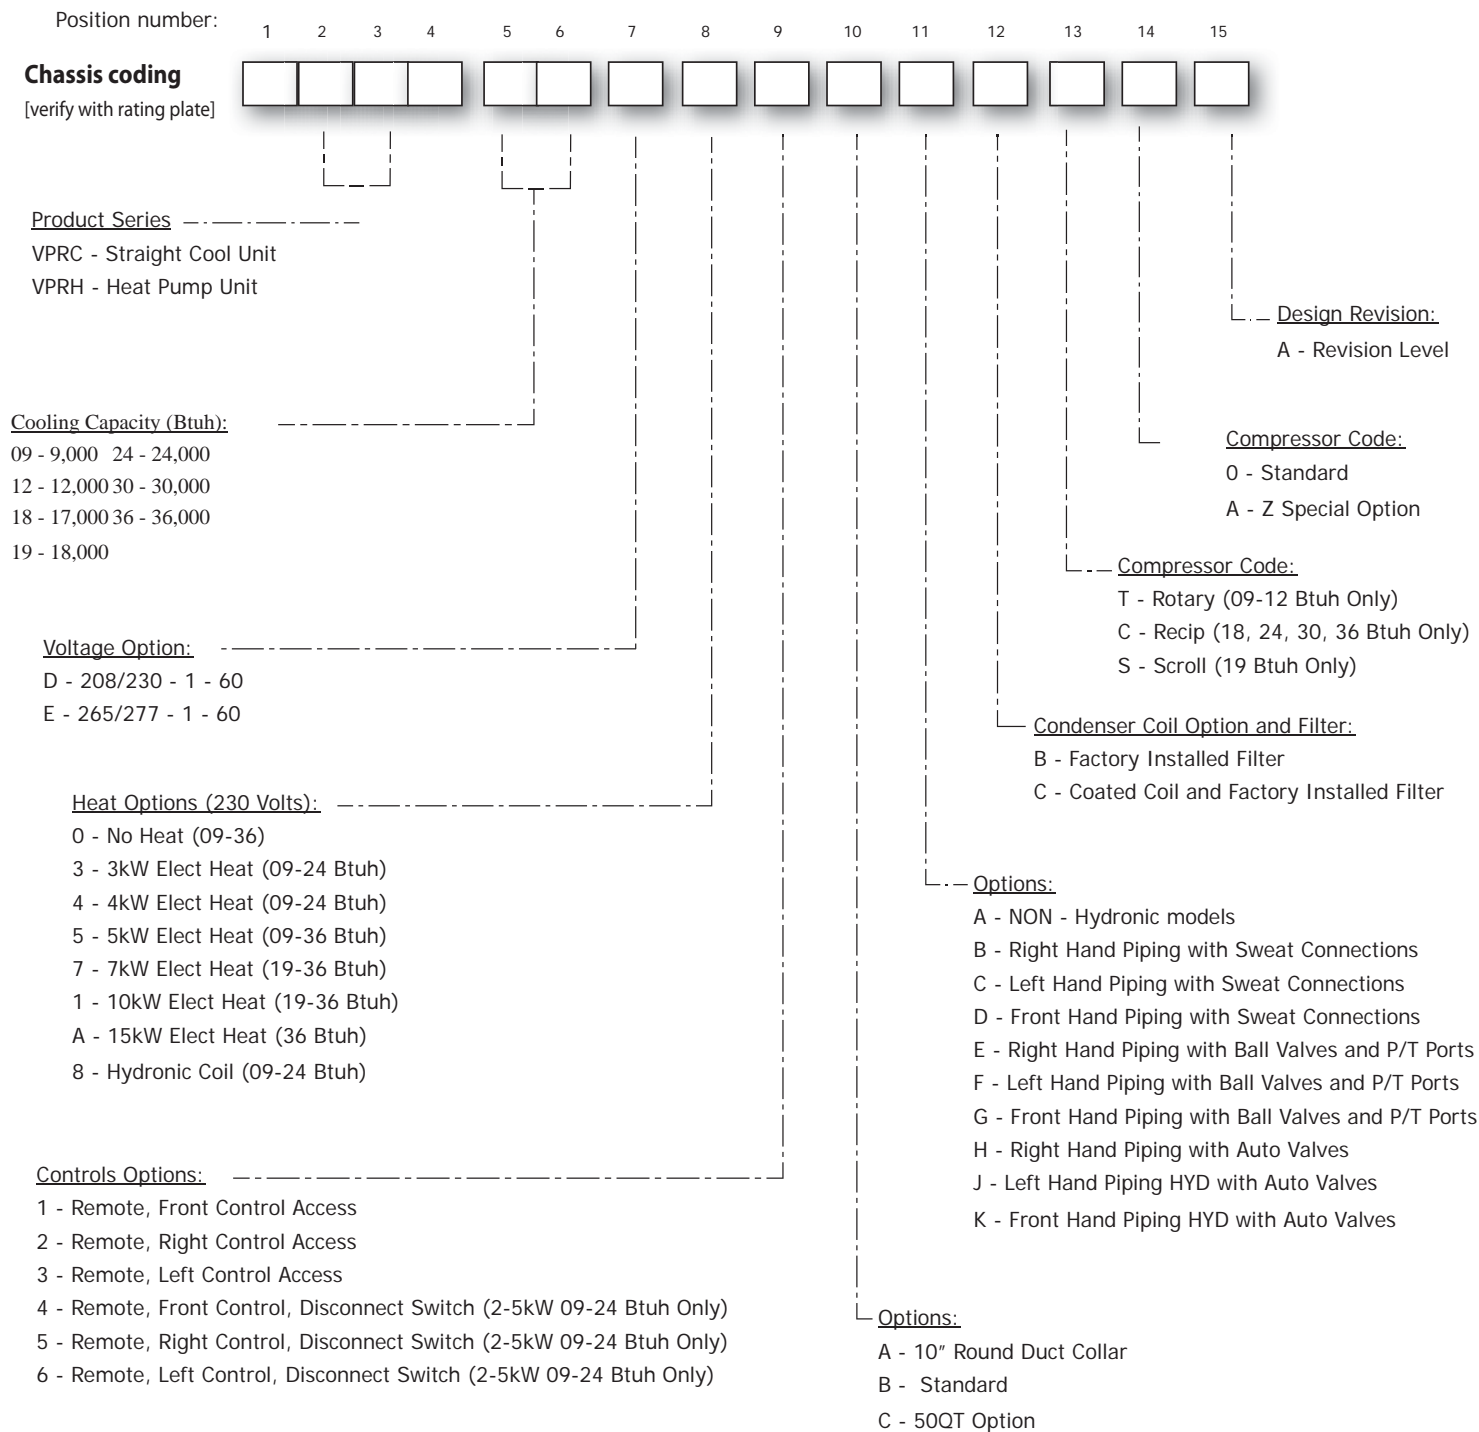 Position number:
1 2 3 4 5 6 7 8 9 10 11 12 13 14 15
Chassis coding
[verify with rating plate]
Product Series
VPRC - Straight Cool Unit
VPRH - Heat Pump Unit
Cooling Capacity (Btuh):
09 - 9,000 24 - 24,000
12 - 12,000 30 - 30,000
18 - 17,000 36 - 36,000
19 - 18,000
Voltage Option:
D - 208/230 - 1 - 60
E - 265/277 - 1 - 60
Heat Options (230 Volts):
0 - No Heat (09-36)
3 - 3kW Elect Heat (09-24 Btuh)
4 - 4kW Elect Heat (09-24 Btuh)
5 - 5kW Elect Heat (09-36 Btuh)
7 - 7kW Elect Heat (19-36 Btuh)
1 - 10kW Elect Heat (19-36 Btuh)
A - 15kW Elect Heat (36 Btuh)
8 - Hydronic Coil (09-24 Btuh)
Controls Options:
1 - Remote, Front Control Access
2 - Remote, Right Control Access
3 - Remote, Left Control Access
4 - Remote, Front Control, Disconnect Switch (2-5kW 09-24 Btuh Only)
5 - Remote, Right Control, Disconnect Switch (2-5kW 09-24 Btuh Only)
6 - Remote, Left Control, Disconnect Switch (2-5kW 09-24 Btuh Only)
Options:
A - 10″ Round Duct Collar
B - Standard
C - 50QT Option
Options:
A - NON - Hydronic models
B - Right Hand Piping with Sweat Connections
C - Left Hand Piping with Sweat Connections
D - Front Hand Piping with Sweat Connections
E - Right Hand Piping with Ball Valves and P/T Ports
F - Left Hand Piping with Ball Valves and P/T Ports
G - Front Hand Piping with Ball Valves and P/T Ports
H - Right Hand Piping with Auto Valves
J - Left Hand Piping HYD with Auto Valves
K - Front Hand Piping HYD with Auto Valves
Condenser Coil Option and Filter:
B - Factory Installed Filter
C - Coated Coil and Factory Installed Filter
Compressor Code:
T - Rotary (09-12 Btuh Only)
C - Recip (18, 24, 30, 36 Btuh Only)
S - Scroll (19 Btuh Only)
Compressor Code:
0 - Standard
A - Z Special Option
Design Revision:
A - Revision Level